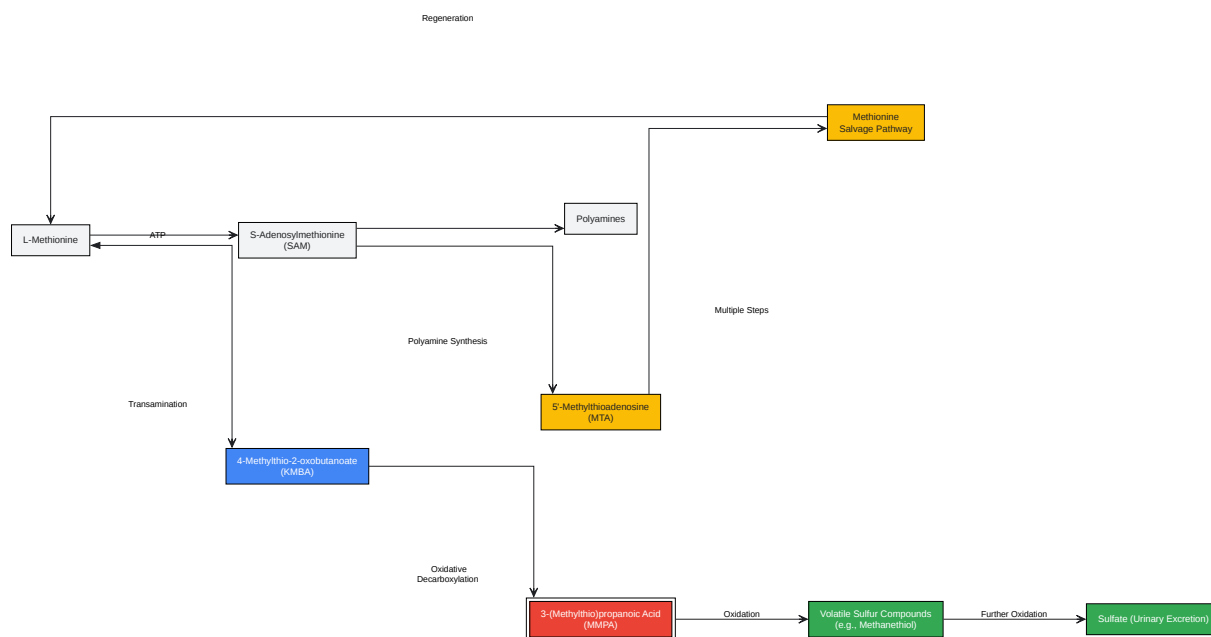 Regeneration
Methionine
Salvage Pathway
Polyamines
L-Methionine
ATP
S-Adenosylmethionine
(SAM)
Multiple Steps
Polyamine Synthesis
Transamination
5'-Methylthioadenosine
(MTA)
4-Methylthio-2-oxobutanoate
(KMBA)
Oxidative
Decarboxylation
3-(Methylthio)propanoic Acid
(MMPA)
Oxidation
Volatile Sulfur Compounds
(e.g., Methanethiol)
Further Oxidation
Sulfate (Urinary Excretion)